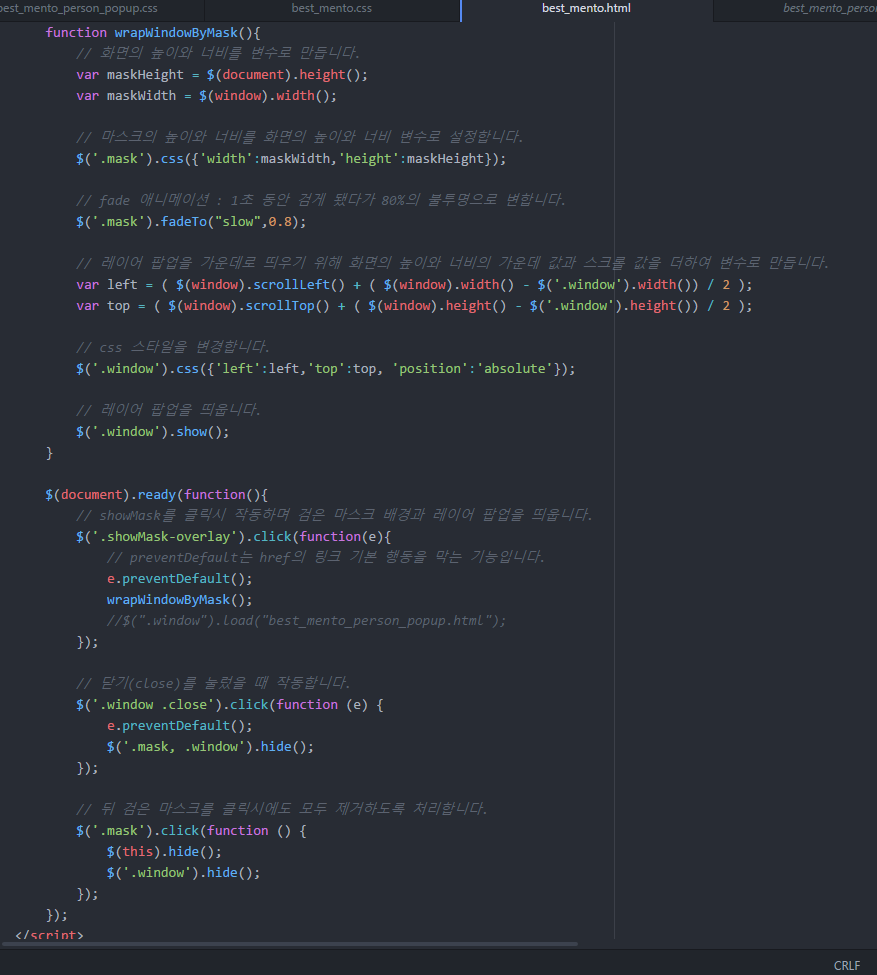 best_mento_person_popup.css best_mento.css best_mento.html best_mento_perso
function wrapWindowByMask(){
// 화면의 높이와 너비를 변수로 만듭니다.
var maskHeight = $(document).height();
var maskWidth = $(window).width();
// 마스크의 높이와 너비를 화면의 높이와 너비 변수로 설정합니다.
$('.mask').css({'width':maskWidth,'height':maskHeight});
// fade 애니메이션 : 1초 동안 검게 됐다가 80%의 불투명으로 변합니다.
$('.mask').fadeTo("slow",0.8);
// 레이어 팝업을 가운데로 띄우기 위해 화면의 높이와 너비의 가운데 값과 스크롤 값을 더하여 변수로 만듭니다.
var left = ( $(window).scrollLeft() + ( $(window).width() - $('.window').width()) / 2 );
var top = ( $(window).scrollTop() + ( $(window).height() - $('.window').height()) / 2 );
// css 스타일을 변경합니다.
$('.window').css({'left':left,'top':top, 'position':'absolute'});
// 레이어 팝업을 띄웁니다.
$('.window').show();
}
$(document).ready(function(){
// showMask를 클릭시 작동하며 검은 마스크 배경과 레이어 팝업을 띄웁니다.
$('.showMask-overlay').click(function(e){
// preventDefault는 href의 링크 기본 행동을 막는 기능입니다.
e.preventDefault();
wrapWindowByMask();
//$(".window").load("best_mento_person_popup.html");
});
// 닫기(close)를 눌렀을 때 작동합니다.
$('.window .close').click(function (e) {
e.preventDefault();
$('.mask, .window').hide();
});
// 뒤 검은 마스크를 클릭시에도 모두 제거하도록 처리합니다.
$('.mask').click(function () {
$(this).hide();
$('.window').hide();
});
});
</script>
CRLF